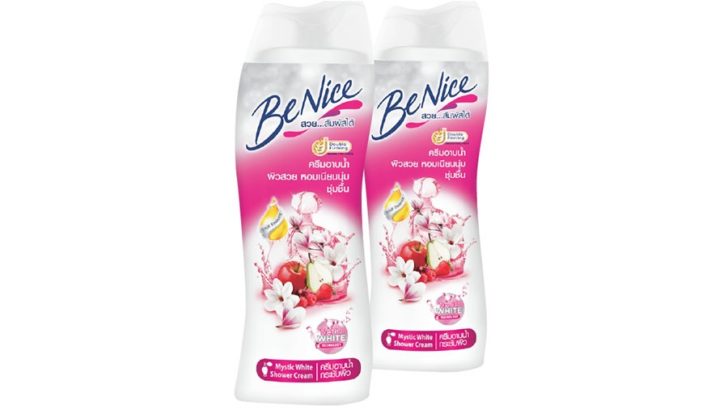 BeNice
สวย...สัมผัสได้
Double
Firming
ครีมอาบน้ำ
ผิวสวย หอมเนียนนุ่ม
ชุ่มชื้น
WHITE
Mystic White
Shower Cream
ครีมอาบน้ำ
กระชับผิว
BeNice
สวย...สัมผัสได้
Double
Firming
ครีมอาบน้ำ
ผิวสวย หอมเนียนนุ่ม
ชุ่มชื้น
WHITE
Mystic White
Shower Cream
ครีมอาบน้ำ
กระชับผิว